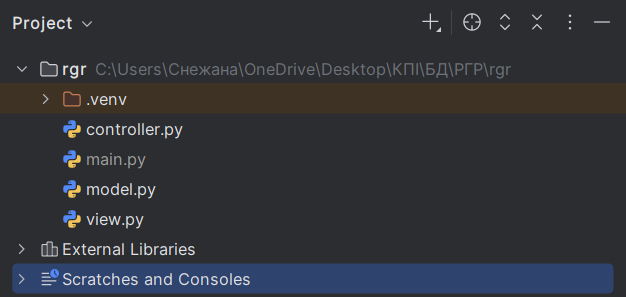 Project
rgr C:\Users\Снежана\OneDrive\Desktop\КПІ\БД\РГР\rgr
.venv
controller.py
main.py
model.py
view.py
External Libraries
Scratches and Consoles